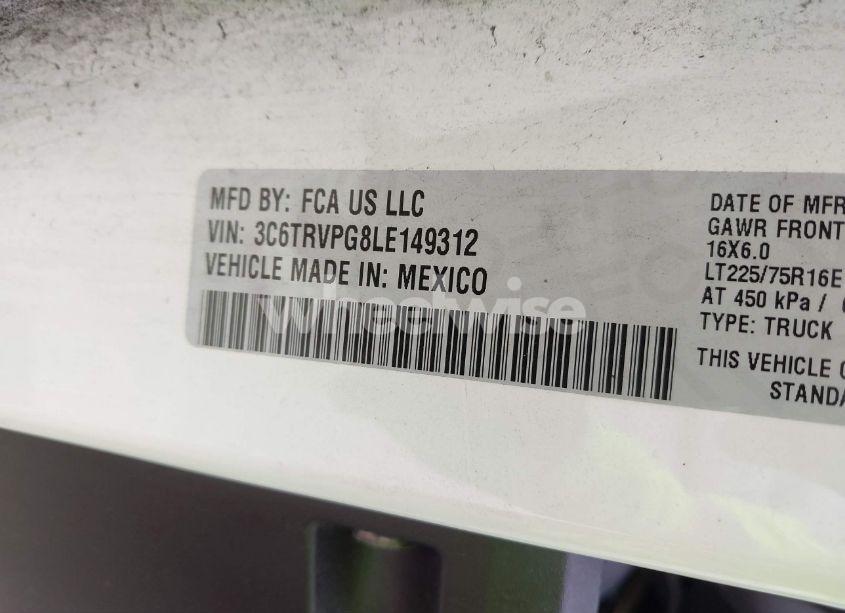 MFD BY: FCA US LLC
VIN: 3C6TRVPG8LE149312
VEHICLE MADE IN: MEXICO
DATE OF MFR
GAWR FRONT
16X6.0
LT225/75R16E
AT 450 kPa /
TYPE: TRUCK
THIS VEHICLE
STANDA
wheelwise